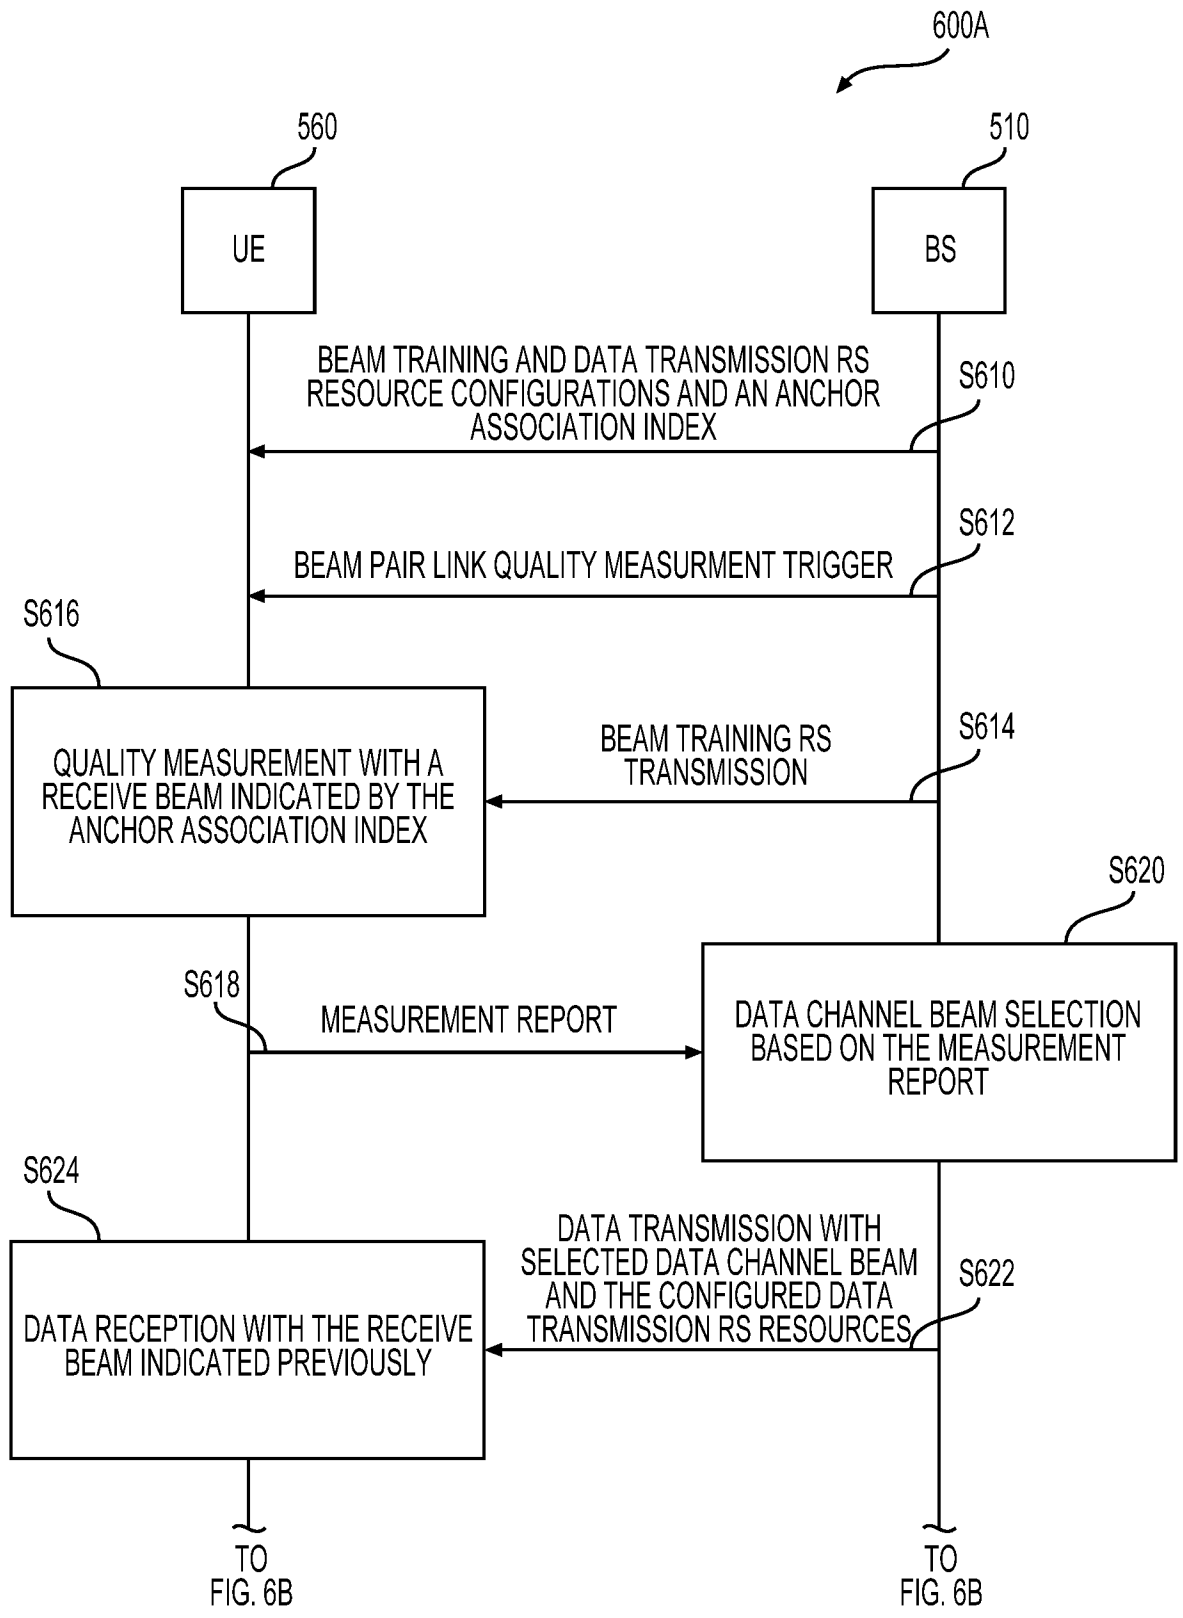 600A
560
510
UE
BS
BEAM TRAINING AND DATA TRANSMISSION RS
RESOURCE CONFIGURATIONS AND AN ANCHOR
ASSOCIATION INDEX
S610
S612
BEAM PAIR LINK QUALITY MEASURMENT TRIGGER
S616
S614
BEAM TRAINING RS
TRANSMISSION
QUALITY MEASUREMENT WITH A
RECEIVE BEAM INDICATED BY THE
ANCHOR ASSOCIATION INDEX
S620
S618
MEASUREMENT REPORT
DATA CHANNEL BEAM SELECTION
BASED ON THE MEASUREMENT
REPORT
S624
DATA TRANSMISSION WITH
SELECTED DATA CHANNEL BEAM
AND THE CONFIGURED DATA
TRANSMISSION RS RESOURCES
S622
DATA RECEPTION WITH THE RECEIVE
BEAM INDICATED PREVIOUSLY
TO
FIG. 6B
TO
FIG. 6B